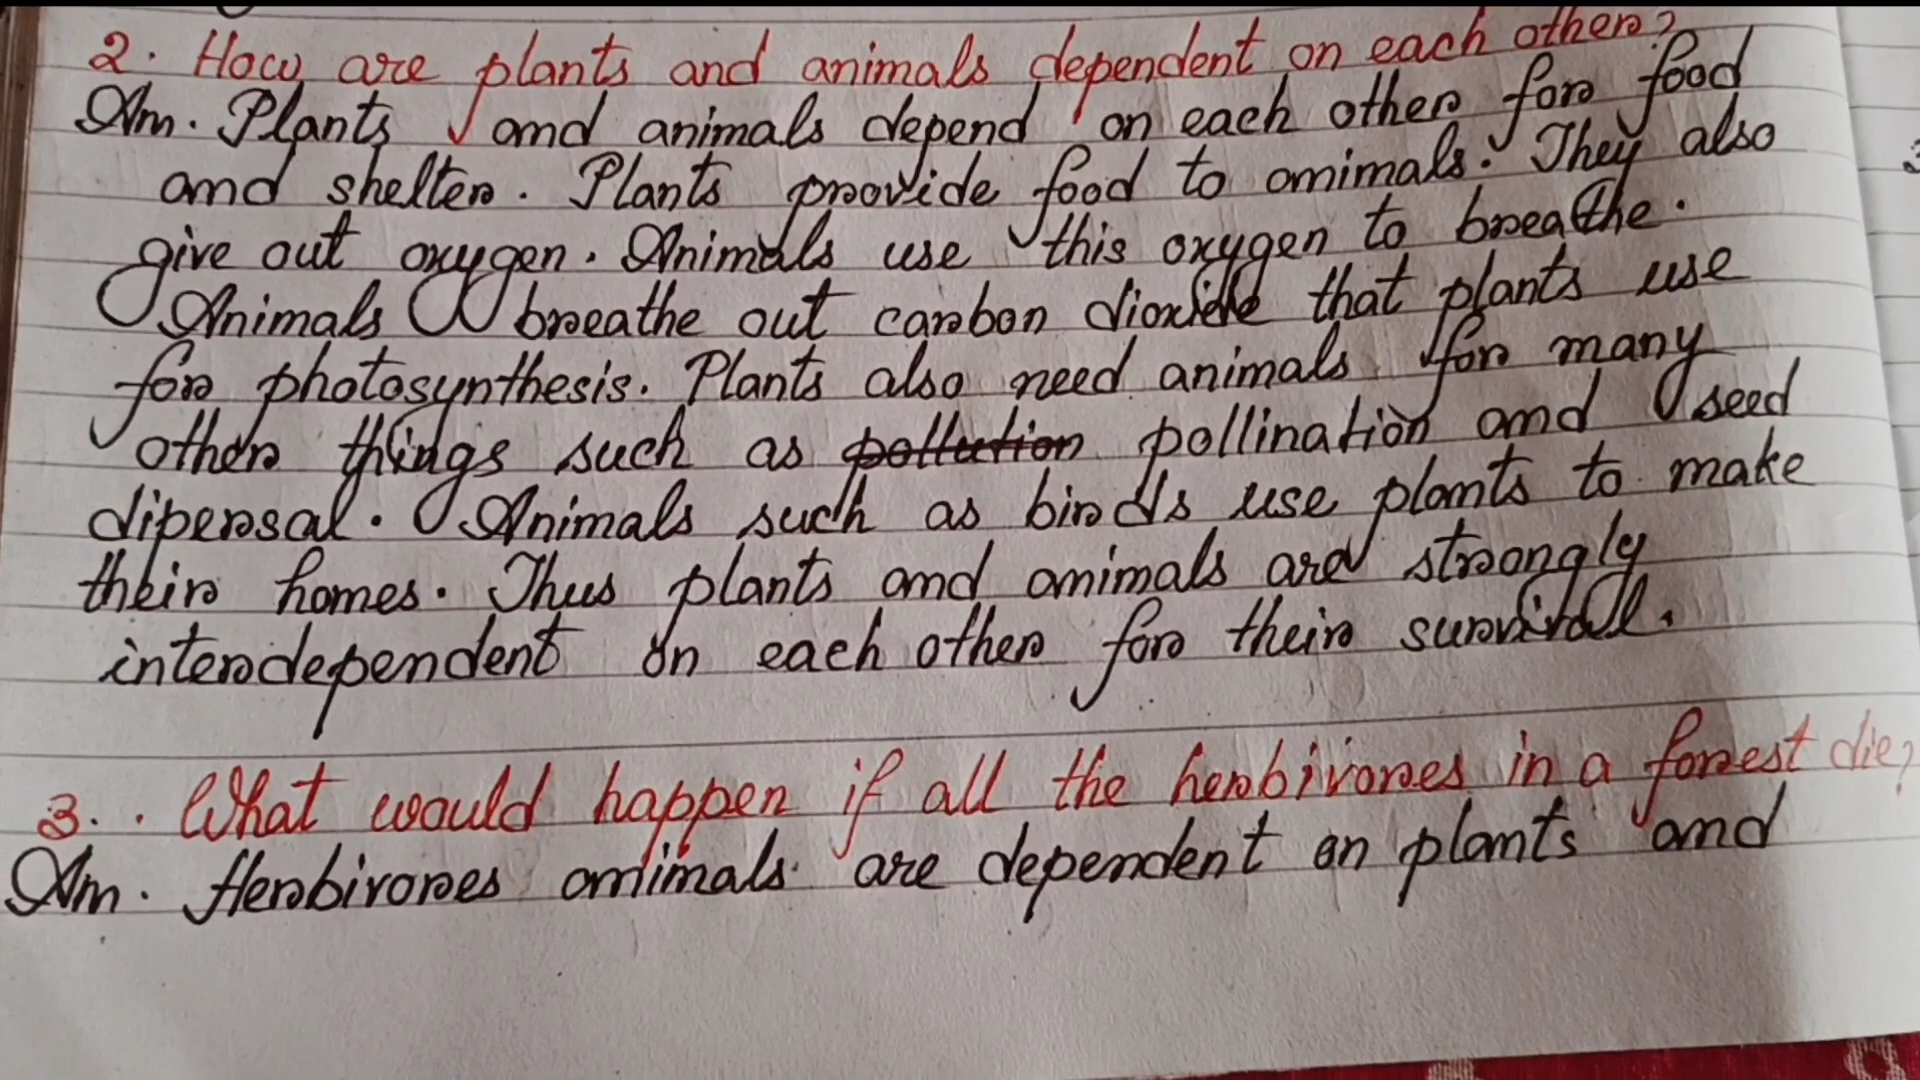 2. How are plants and animals dependent on each other?
Ans. Plants and animals depend on each other for food
and shelter. Plants provide food to animals. They also
give out oxygen. Animals use this oxygen to breathe.
Animals breathe out carbon dioxide that plants use
for photosynthesis. Plants also need animals for many
other things such as pollution pollination and seed
dipersal. Animals such as birds use plants to make
their homes. Thus plants and animals are strongly
interdependent on each other for their survival.
3. What would happen if all the herbivores in a forest die?
Ans. Herbivores animals are dependent on plants and